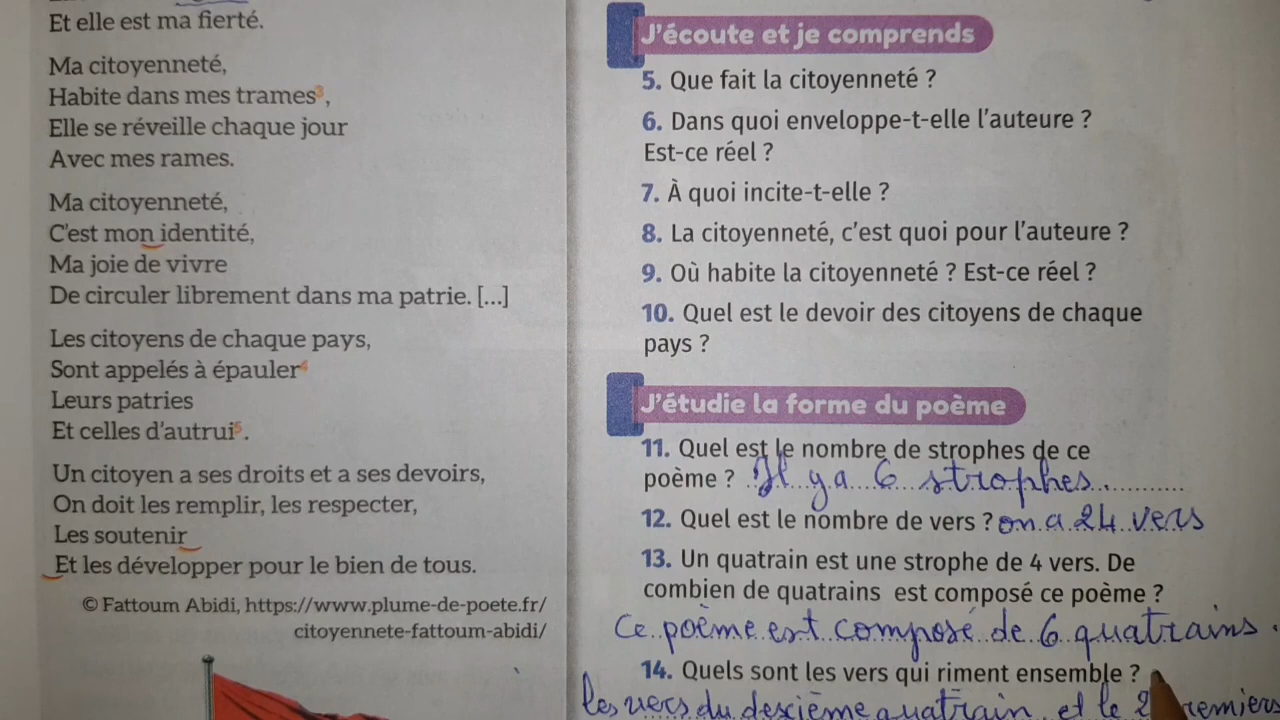 Et elle est ma fierté.
Ma citoyenneté,
Habite dans mes trames³,
Elle se réveille chaque jour
Avec mes rames.
Ma citoyenneté,
C'est mon identité,
Ma joie de vivre
De circuler librement dans ma patrie. [...]
Les citoyens de chaque pays,
Sont appelés à épauler⁴
Leurs patries
Et celles d'autrui⁵.
Un citoyen a ses droits et a ses devoirs,
On doit les remplir, les respecter,
Les soutenir
Et les développer pour le bien de tous.
© Fattoum Abidi, https://www.plume-de-poete.fr/
citoyennete-fattoum-abidi/
J'écoute et je comprends
5. Que fait la citoyenneté ?
6. Dans quoi enveloppe-t-elle l'auteure ?
Est-ce réel ?
7. À quoi incite-t-elle ?
8. La citoyenneté, c'est quoi pour l'auteure ?
9. Où habite la citoyenneté ? Est-ce réel ?
10. Quel est le devoir des citoyens de chaque
pays ?
J'étudie la forme du poème
11. Quel est le nombre de strophes de ce
poème ? Il y a 6 strophes.
12. Quel est le nombre de vers ? on a 24 vers
13. Un quatrain est une strophe de 4 vers. De
combien de quatrains est composé ce poème ?
Ce poème est composé de 6 quatrains.
14. Quels sont les vers qui riment ensemble ?
les vers du quatrain et le